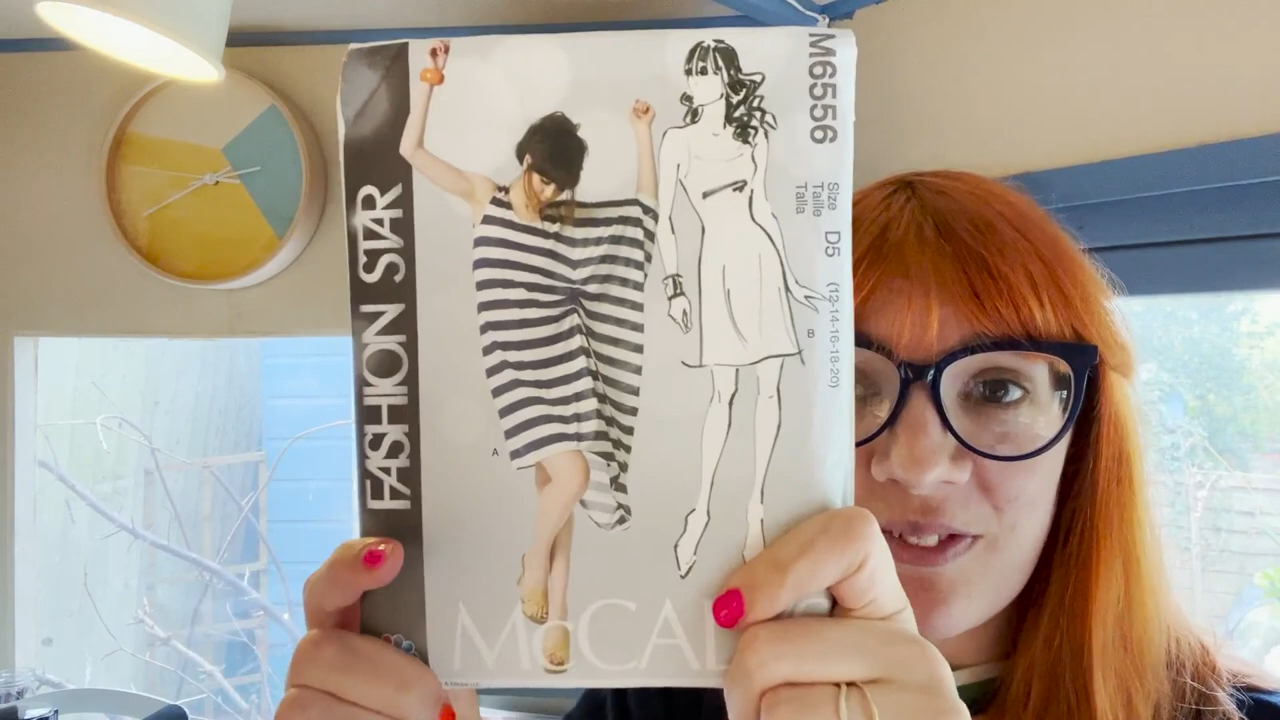 FASHION STAR
M6556
Size
Taille
Talla
D5
(12-14-16-18-20)
A
B
McCAL